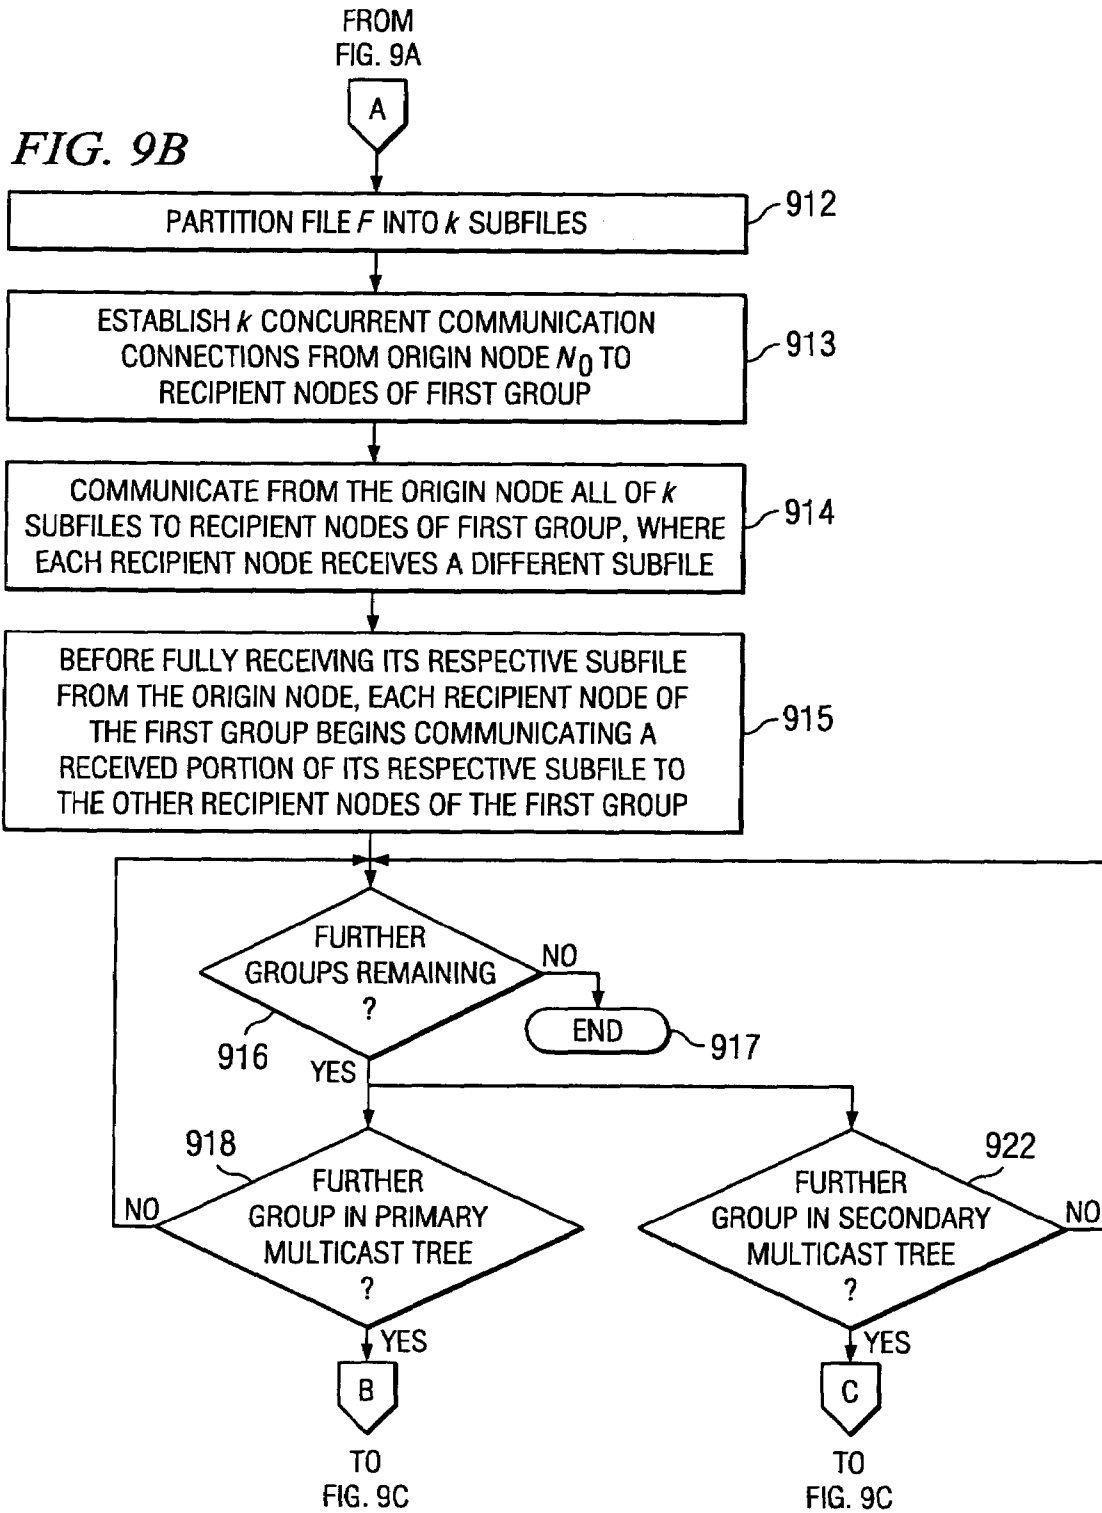 FROM
FIG. 9A
A
FIG. 9B
PARTITION FILE F INTO k SUBFILES
912
ESTABLISH k CONCURRENT COMMUNICATION
CONNECTIONS FROM ORIGIN NODE N0 TO
RECIPIENT NODES OF FIRST GROUP
913
COMMUNICATE FROM THE ORIGIN NODE ALL OF k
SUBFILES TO RECIPIENT NODES OF FIRST GROUP, WHERE
EACH RECIPIENT NODE RECEIVES A DIFFERENT SUBFILE
914
BEFORE FULLY RECEIVING ITS RESPECTIVE SUBFILE
FROM THE ORIGIN NODE, EACH RECIPIENT NODE OF
THE FIRST GROUP BEGINS COMMUNICATING A
RECEIVED PORTION OF ITS RESPECTIVE SUBFILE TO
THE OTHER RECIPIENT NODES OF THE FIRST GROUP
915
FURTHER
GROUPS REMAINING
?
916
NO
END
917
YES
918
FURTHER
GROUP IN PRIMARY
MULTICAST TREE
?
NO
YES
B
TO
FIG. 9C
922
FURTHER
GROUP IN SECONDARY
MULTICAST TREE
?
NO
YES
C
TO
FIG. 9C